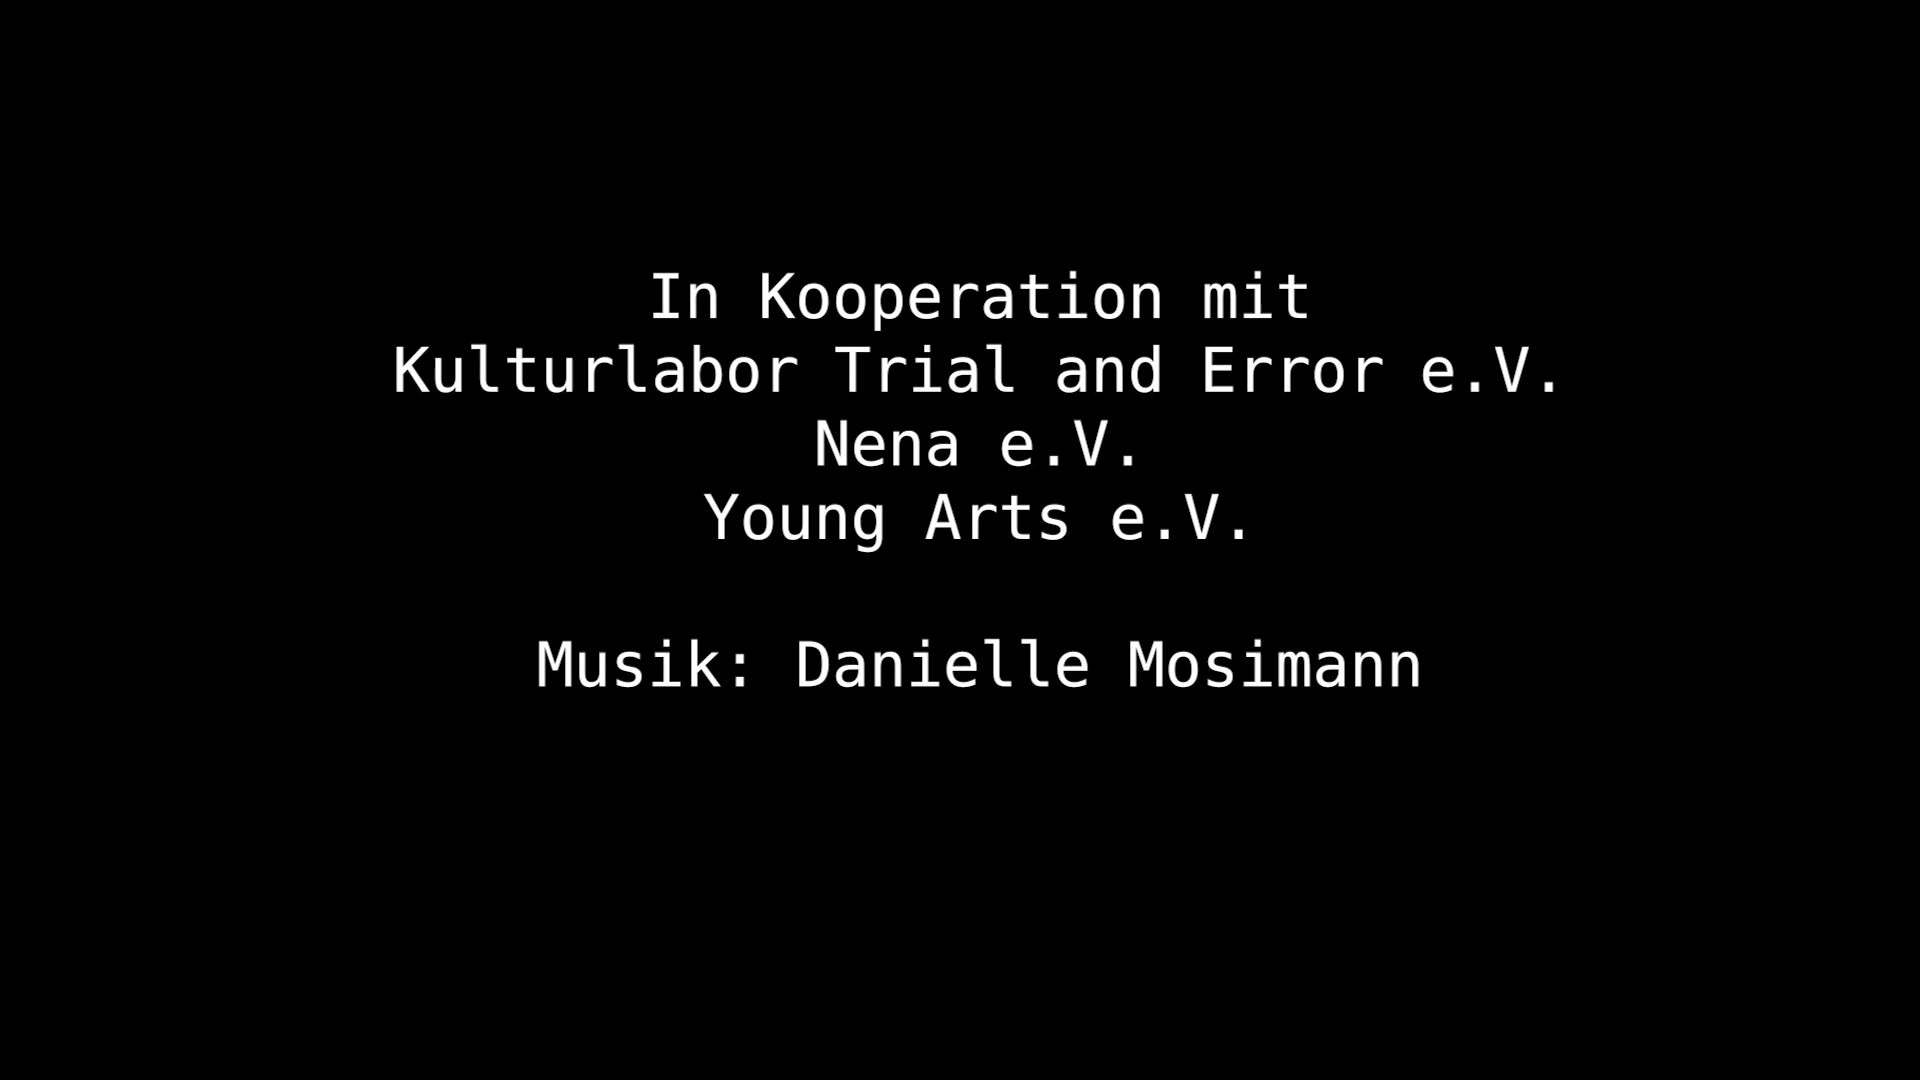 In Kooperation mit
Kulturlabor Trial and Error e.V.
Nena e.V.
Young Arts e.V.
Musik: Danielle Mosimann